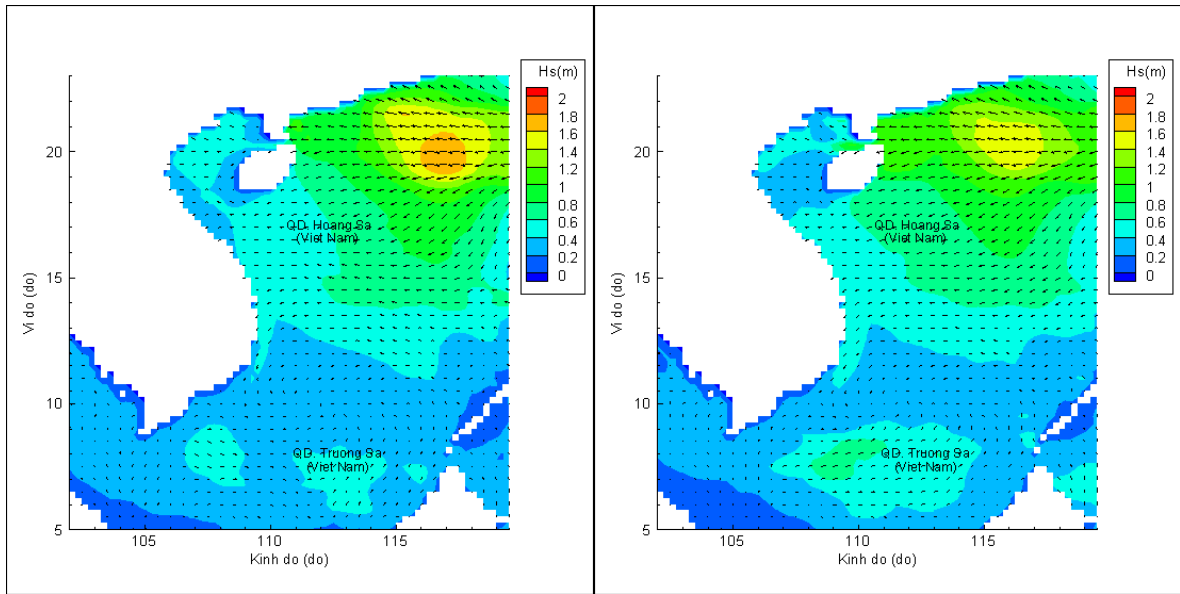 Hs(m)
2
1.8
1.6
1.4
1.2
1
0.8
0.6
0.4
0.2
0
20
15
10
5
105
110
115
Vi do (do)
Kinh do (do)
QD. Hoang Sa
(Viet Nam)
QD. Truong Sa
(Viet Nam)
Hs(m)
2
1.8
1.6
1.4
1.2
1
0.8
0.6
0.4
0.2
0
20
15
10
5
105
110
115
Vi do (do)
Kinh do (do)
QD. Hoang Sa
(Viet Nam)
QD. Truong Sa
(Viet Nam)